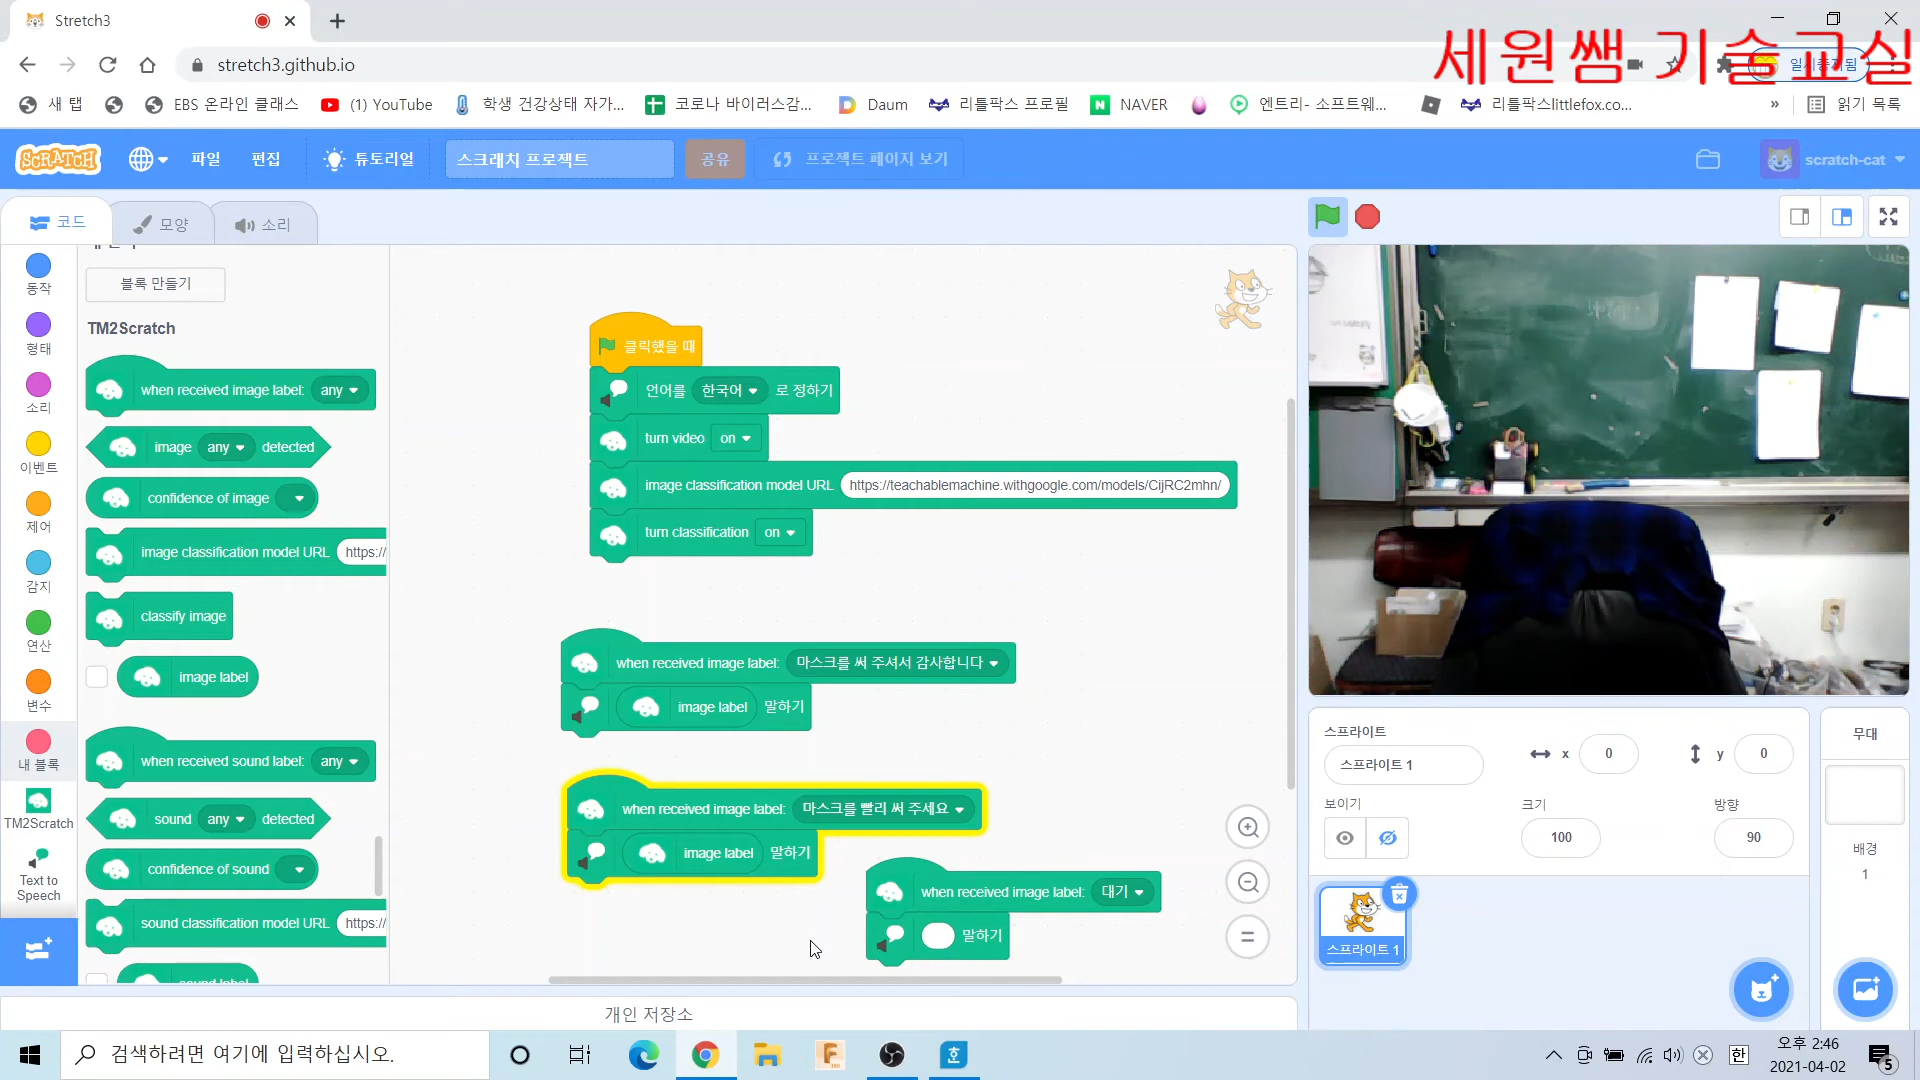 Stretch3
세원쌤 기술교실
stretch3.github.io
일시중지됨
새 탭
EBS 온라인 클래스
(1) YouTube
학생 건강상태 자가...
코로나 바이러스감...
Daum
리틀팍스 프로필
NAVER
엔트리- 소프트웨...
리틀팍스littlefox.co...
»
읽기 목록
SCRATCH
파일
편집
튜토리얼
스크래치 프로젝트
공유
프로젝트 페이지 보기
scratch-cat
코드
모양
소리
동작
형태
소리
이벤트
제어
감지
연산
변수
내 블록
TM2Scratch
Text to
Speech
블록 만들기
TM2Scratch
when received image label: any
image any detected
confidence of image
image classification model URL https://
classify image
image label
when received sound label: any
sound any detected
confidence of sound
sound classification model URL https://
sound label
클릭했을 때
언어를 한국어 로 정하기
turn video on
image classification model URL https://teachablemachine.withgoogle.com/models/CijRC2mhn/
turn classification on
when received image label: 마스크를 써 주셔서 감사합니다
image label 말하기
when received image label: 마스크를 빨리 써 주세요
image label 말하기
when received image label: 대기
말하기
개인 저장소
스프라이트
스프라이트 1
x 0
y 0
보이기
크기
100
방향
90
스프라이트 1
무대
배경
1
검색하려면 여기에 입력하십시오.
한
오후 2:46
2021-04-02
5